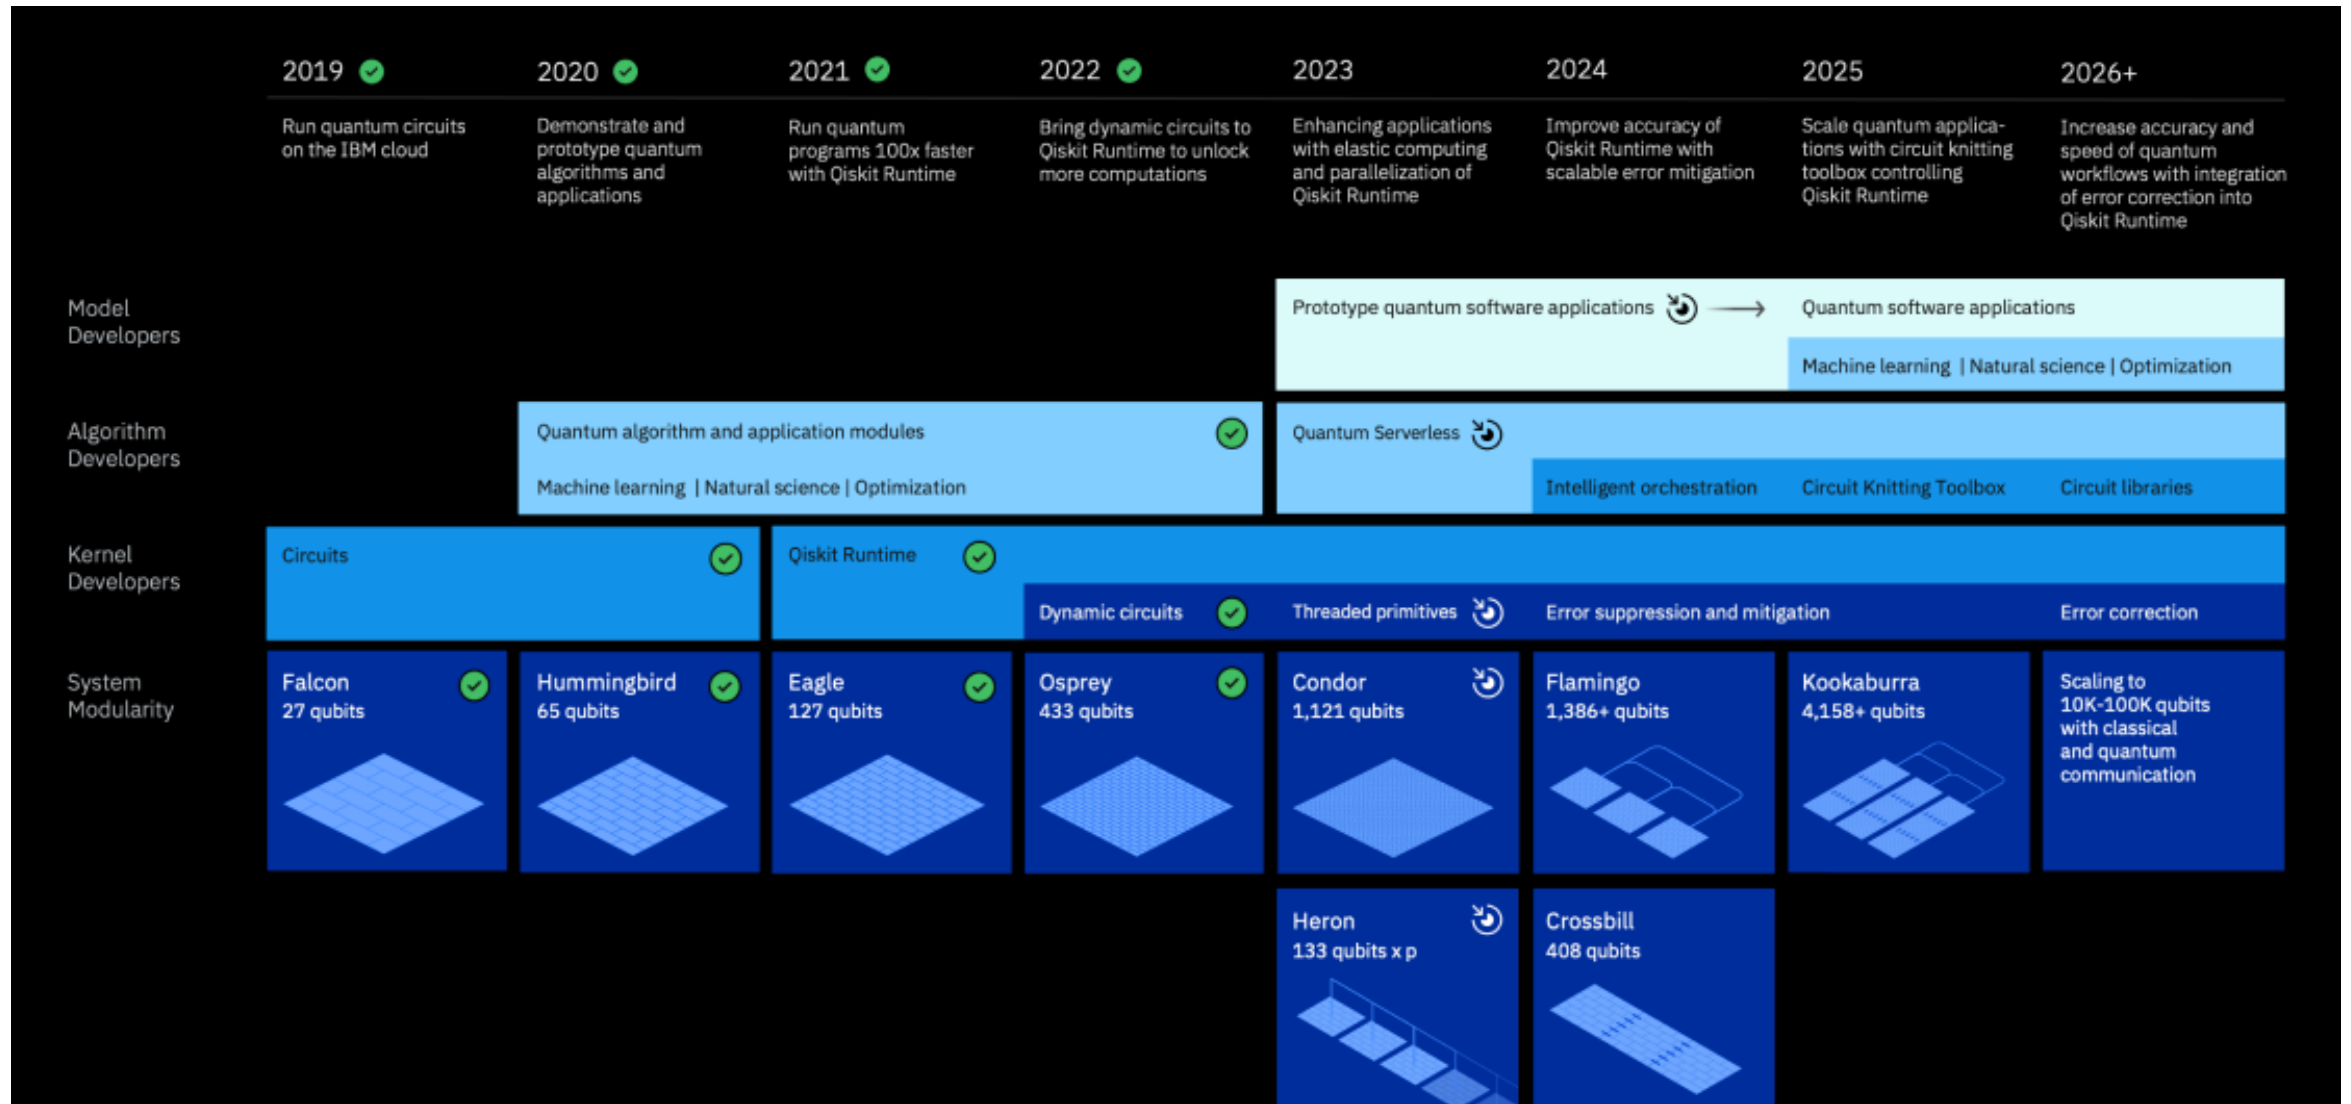 2019
2020
2021
2022
2023
2024
2025
2026+
Run quantum circuits
on the IBM cloud
Demonstrate and
prototype quantum
algorithms and
applications
Run quantum
programs 100x faster
with Qiskit Runtime
Bring dynamic circuits to
Qiskit Runtime to unlock
more computations
Enhancing applications
with elastic computing
and parallelization of
Qiskit Runtime
Improve accuracy of
Qiskit Runtime with
scalable error mitigation
Scale quantum applica-
tions with circuit knitting
toolbox controlling
Qiskit Runtime
Increase accuracy and
speed of quantum
workflows with integration
of error correction into
Qiskit Runtime
Model
Developers
Prototype quantum software applications
Quantum software applications
Machine learning | Natural science | Optimization
Algorithm
Developers
Quantum algorithm and application modules
Machine learning | Natural science | Optimization
Quantum Serverless
Intelligent orchestration
Circuit Knitting Toolbox
Circuit libraries
Kernel
Developers
Circuits
Qiskit Runtime
Dynamic circuits
Threaded primitives
Error suppression and mitigation
Error correction
System
Modularity
Falcon
27 qubits
Hummingbird
65 qubits
Eagle
127 qubits
Osprey
433 qubits
Condor
1,121 qubits
Flamingo
1,386+ qubits
Kookaburra
4,158+ qubits
Scaling to
10K-100K qubits
with classical
and quantum
communication
Heron
133 qubits x p
Crossbill
408 qubits